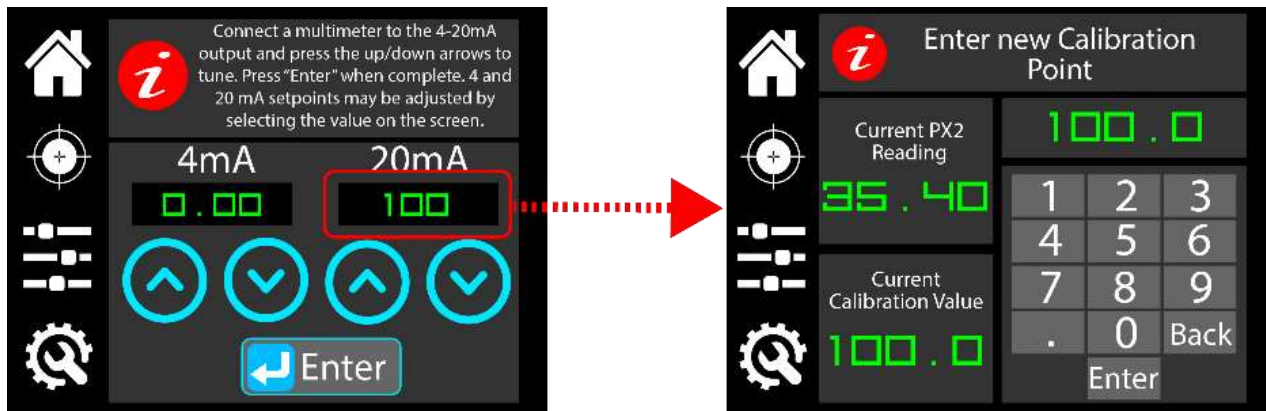 Connect a multimeter to the 4-20mA
output and press the up/down arrows to
tune. Press “Enter” when complete. 4 and
20 mA setpoints may be adjusted by
selecting the value on the screen.
4mA 20mA
0.00 100
Enter
i
Enter new Calibration
Point
Current PX2
Reading
35.40
Current
Calibration Value
100.0
100.0
1 2 3
4 5 6
7 8 9
. 0 Back
Enter